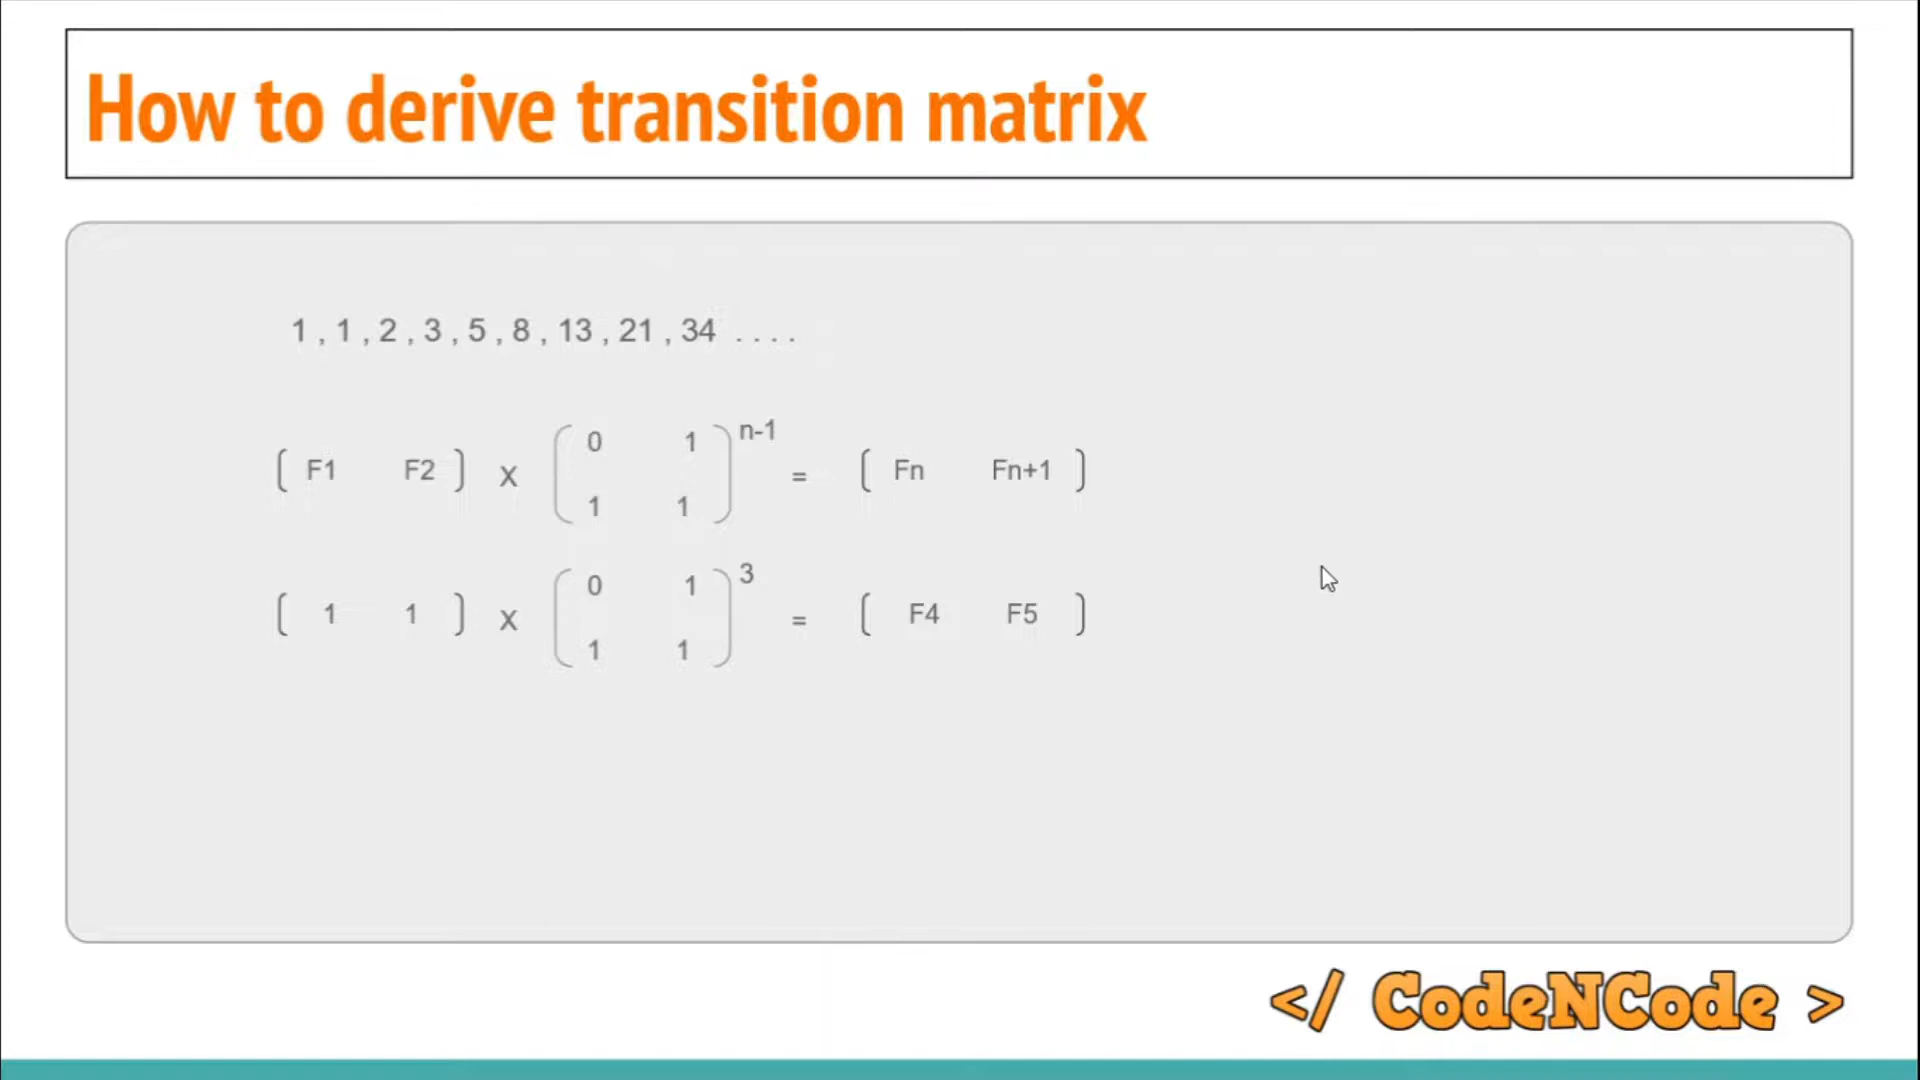 How to derive transition matrix
1 , 1 , 2 , 3 , 5 , 8 , 13 , 21 , 34 . . . .
0 1 n-1
( F1 F2 ) X = ( Fn Fn+1 )
1 1
0 1 3
( 1 1 ) X = ( F4 F5 )
1 1
</ CodeNCode >